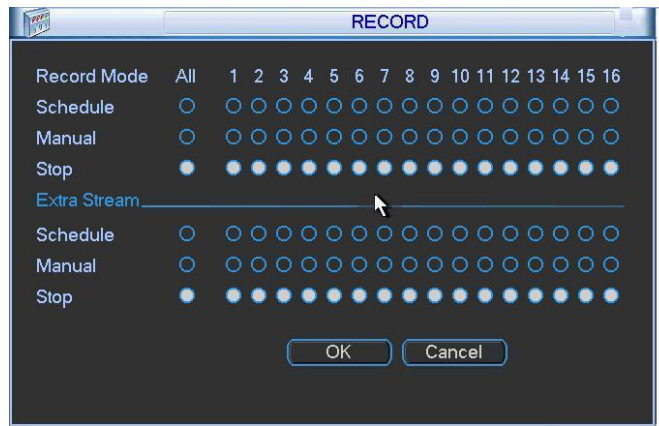 RECORD
Record Mode All 1 2 3 4 5 6 7 8 9 10 11 12 13 14 15 16
Schedule
Manual
Stop
Extra Stream
Schedule
Manual
Stop
OK Cancel